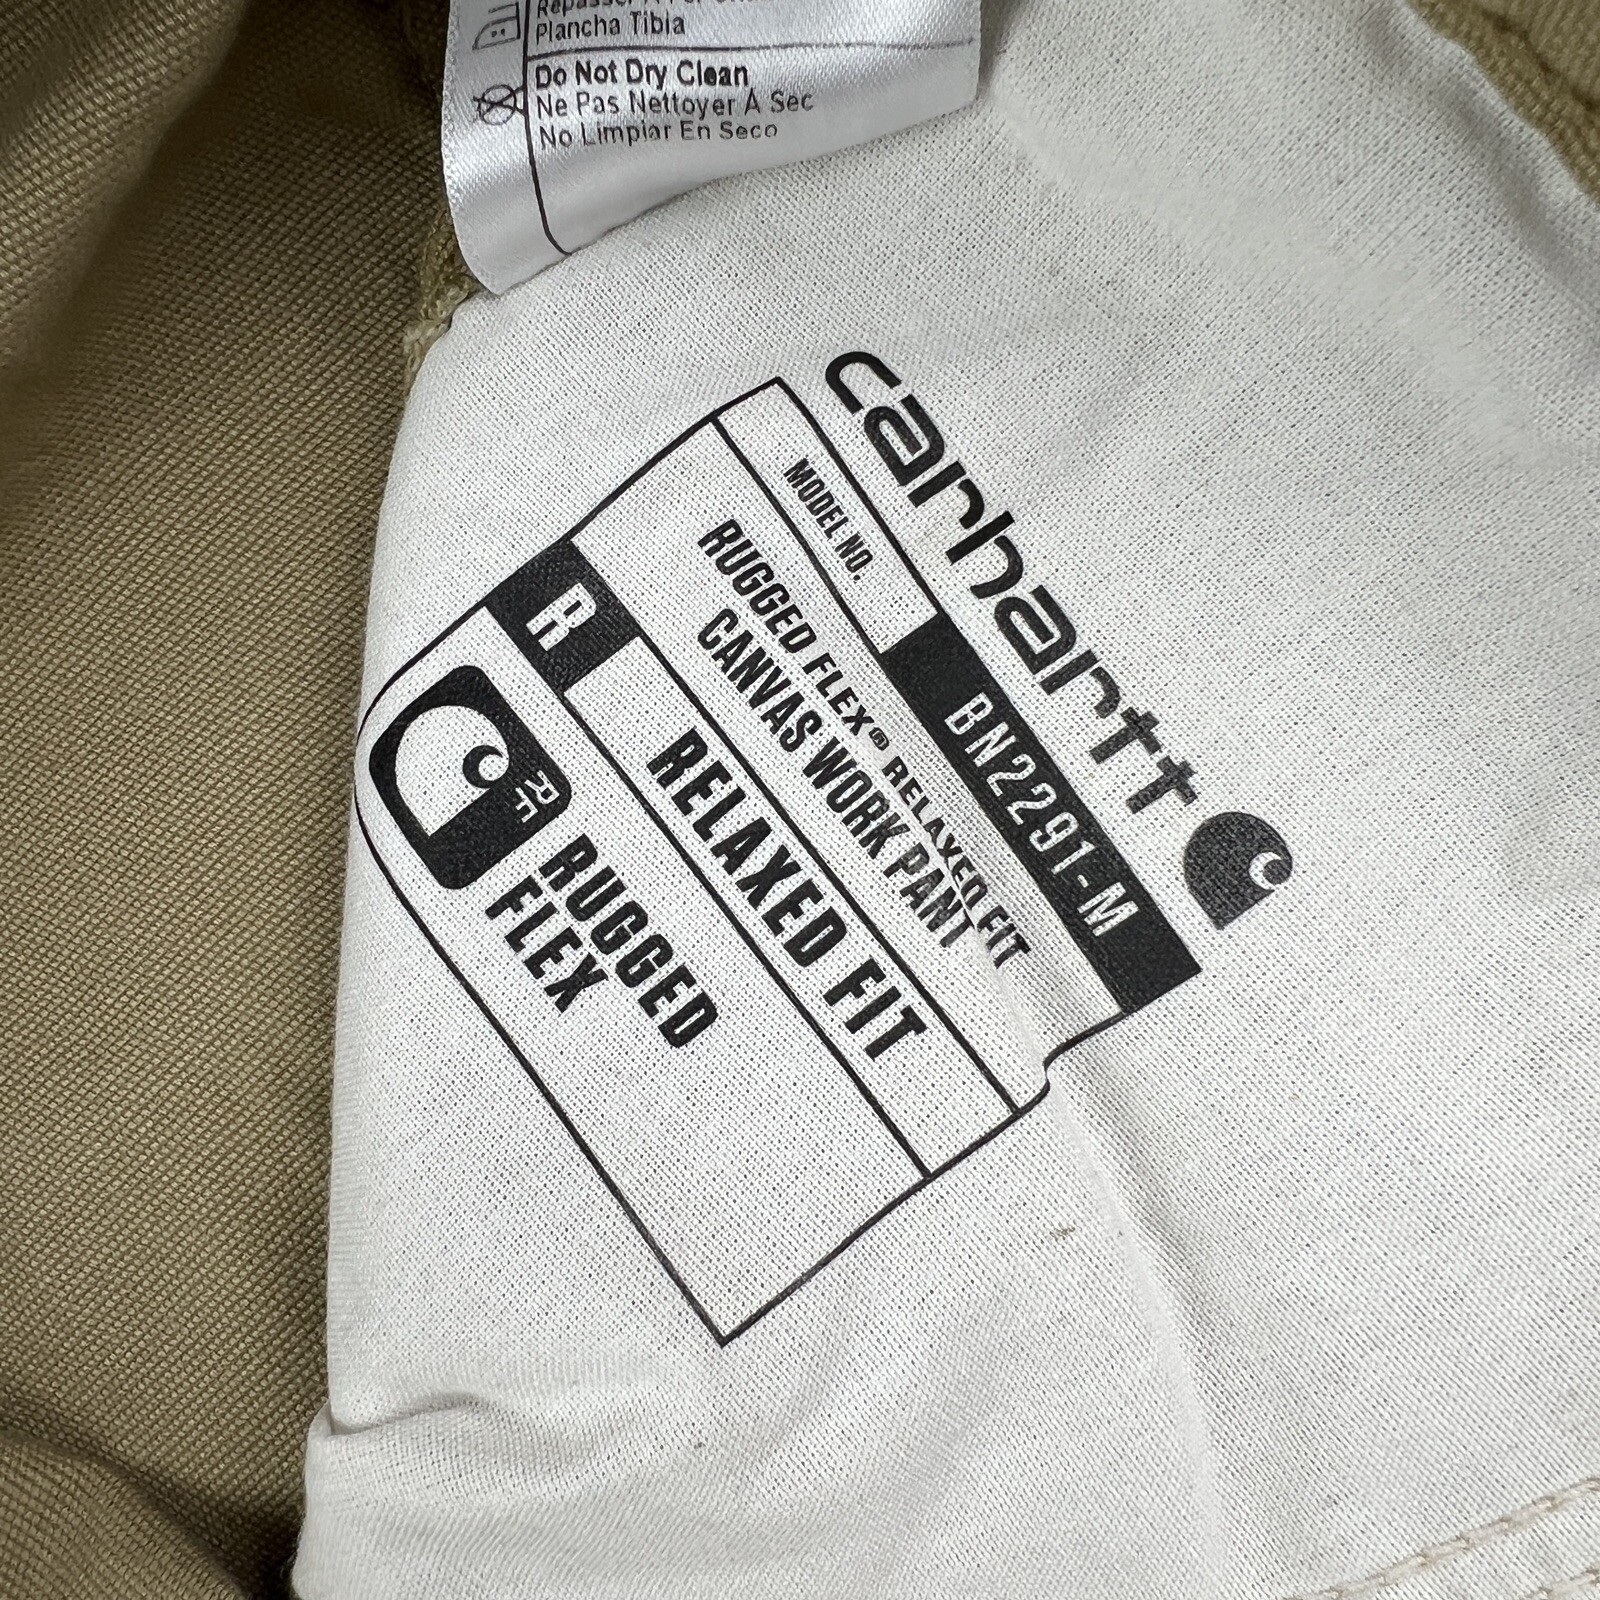 Plancha Tibia
Do Not Dry Clean
Ne Pas Nettoyer À Sec
No Limpiar En Seco
carhartt
MODEL NO.
BN2291-M
RUGGED FLEX® RELAXED FIT
CANVAS WORK PANT
R
RELAXED FIT
RF
RUGGED
FLEX